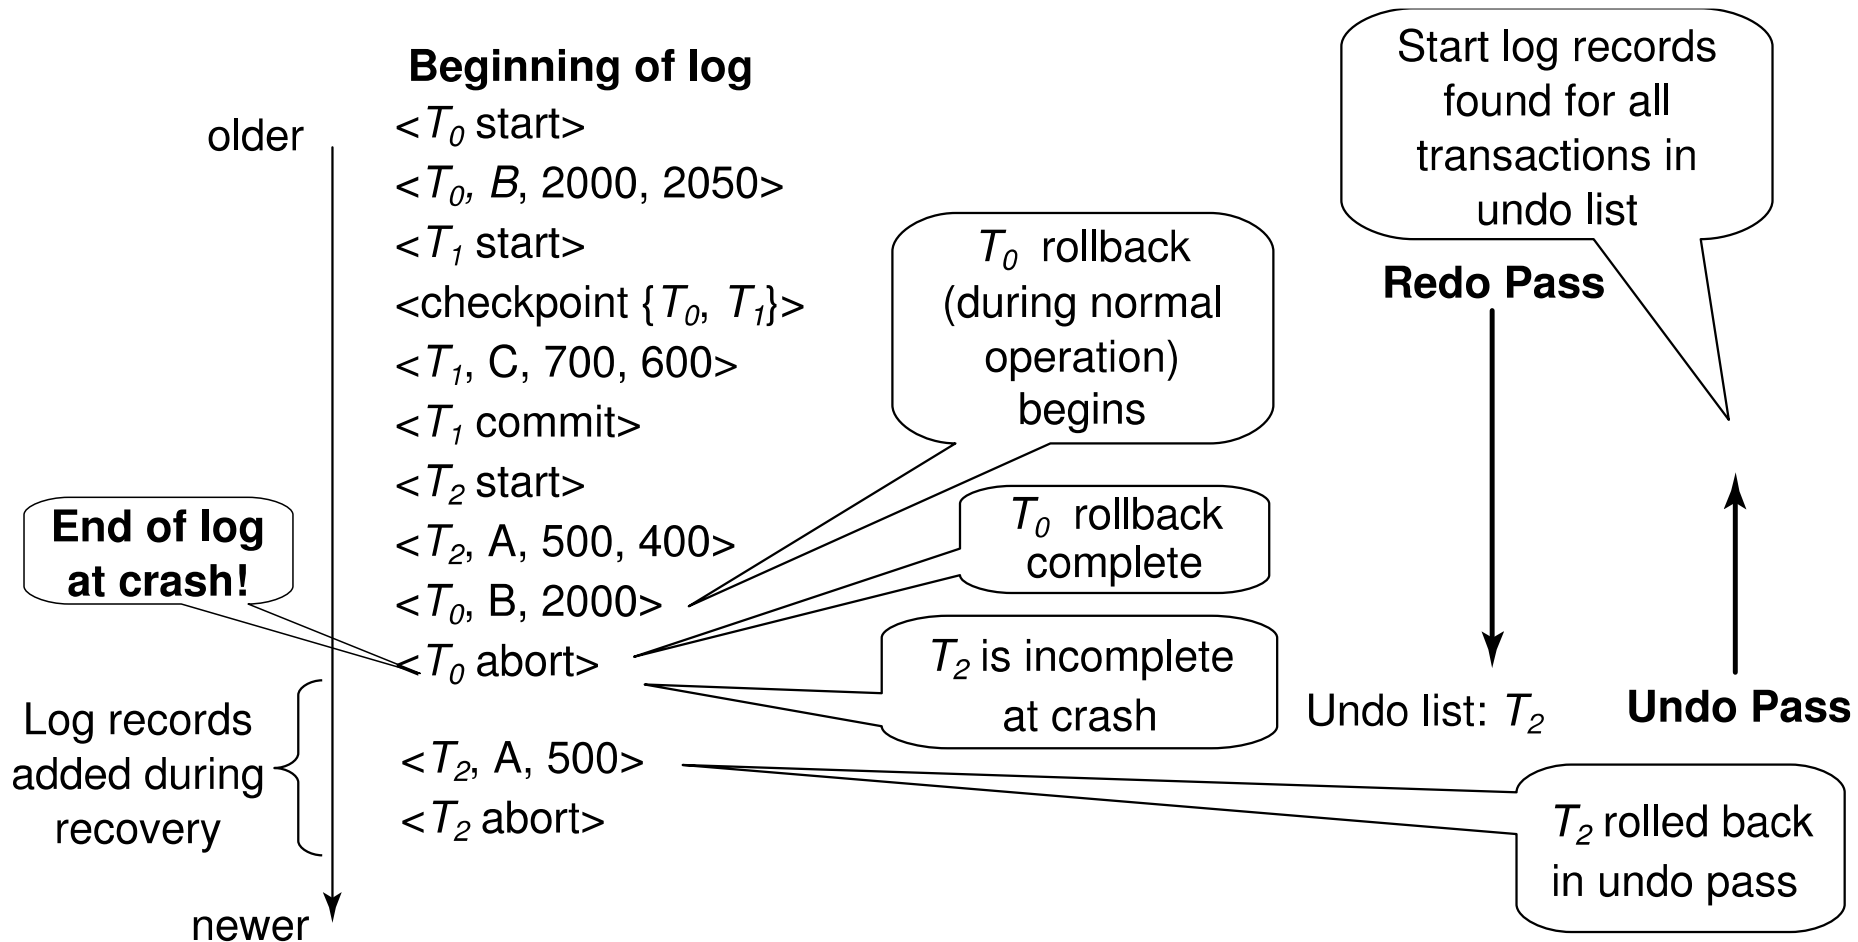 Beginning of log
older
<T0 start>
<T0, B, 2000, 2050>
<T1 start>
<checkpoint {T0, T1}>
<T1, C, 700, 600>
<T1 commit>
<T2 start>
<T2, A, 500, 400>
<T0, B, 2000>
<T0 abort>
<T2, A, 500>
<T2 abort>
newer
End of log
at crash!
Log records
added during
recovery
T0 rollback
(during normal
operation)
begins
T0 rollback
complete
T2 is incomplete
at crash
Start log records
found for all
transactions in
undo list
Redo Pass
Undo list: T2
Undo Pass
T2 rolled back
in undo pass